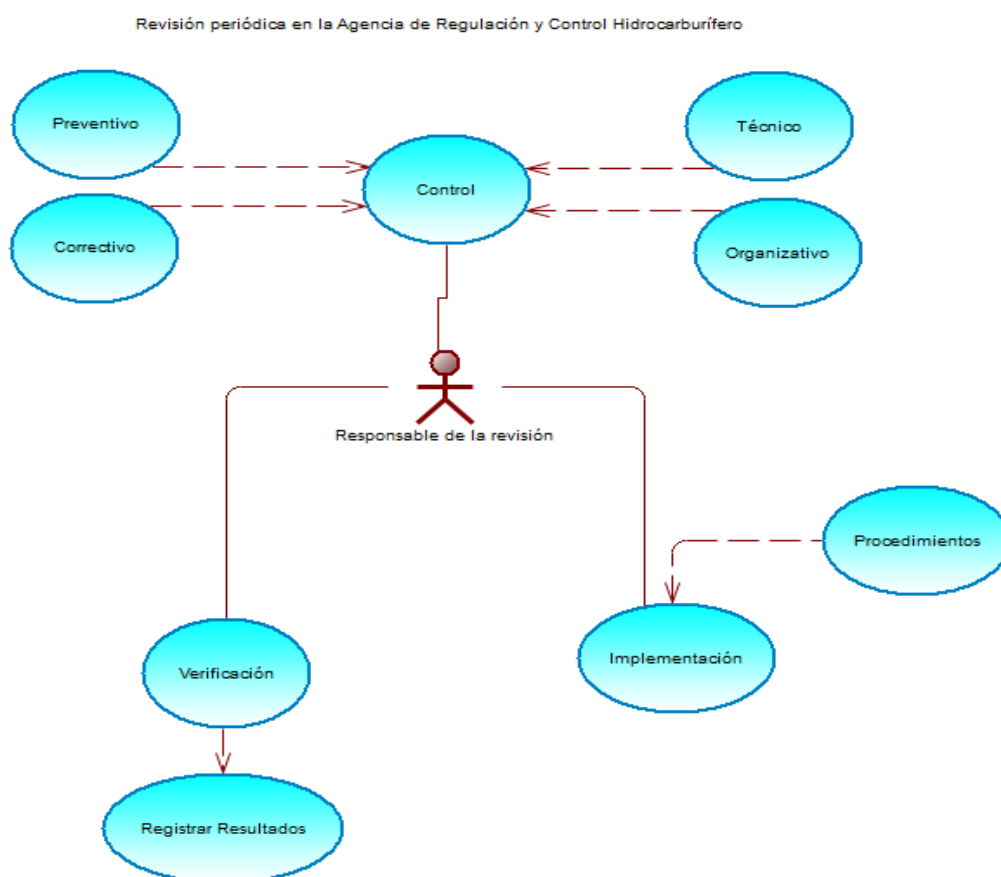 Revisión periódica en la Agencia de Regulación y Control Hidrocarburífero
Preventivo
Técnico
Control
Correctivo
Organizativo
Responsable de la revisión
Procedimientos
Implementación
Verificación
Registrar Resultados